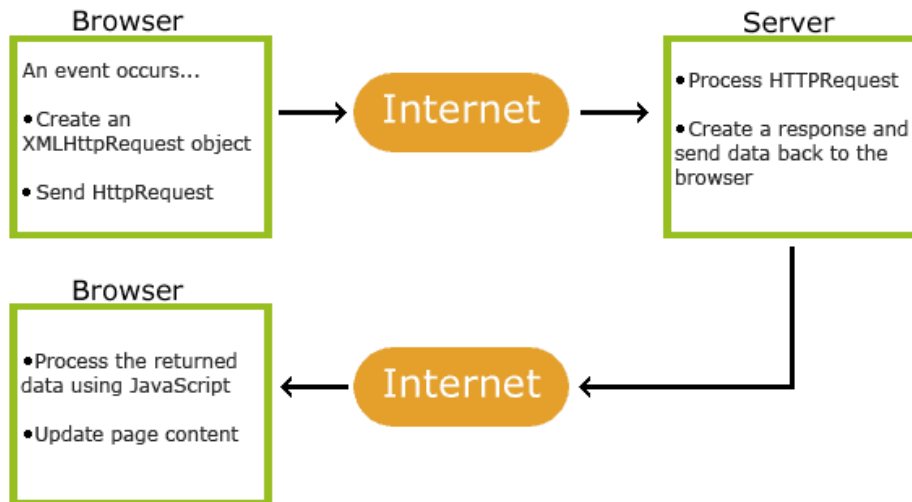 Browser
An event occurs...
●Create an
XMLHttpRequest object
● Send HttpRequest
Internet
Server
●Process HTTPRequest
●Create a response and
send data back to the
browser
Browser
●Process the returned
data using JavaScript
●Update page content
Internet